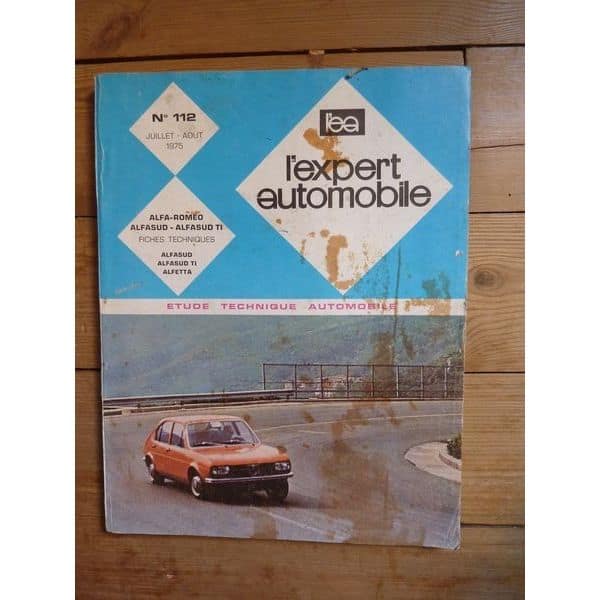 N° 112
JUILLET - AOUT
1975
l'ea
l'expert
automobile
ALFA-ROMEO
ALFASUD - ALFASUD TI
FICHES TECHNIQUES
ALFASUD
ALFASUD TI
ALFETTA
ETUDE TECHNIQUE AUTOMOBILE